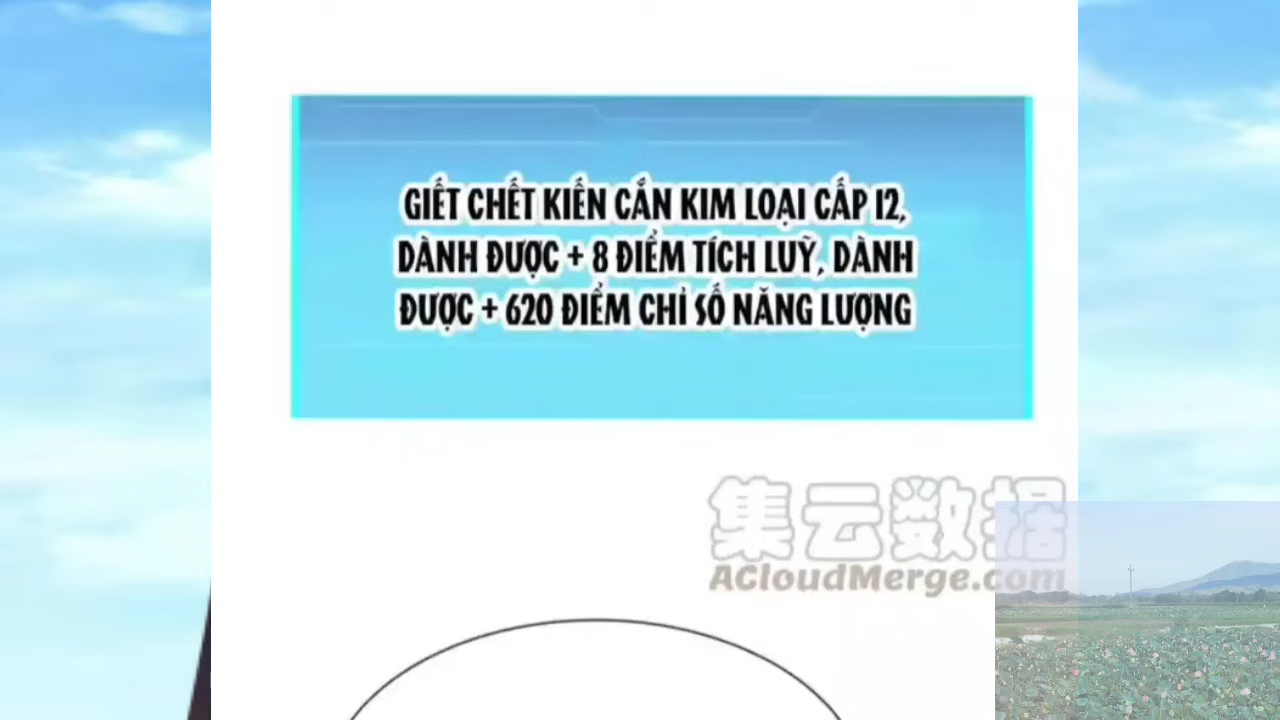 GIẾT CHẾT KIẾN CẮN KIM LOẠI CẤP 12,
DÀNH ĐƯỢC + 8 ĐIỂM TÍCH LUỸ, DÀNH
ĐƯỢC + 620 ĐIỂM CHỈ SỐ NĂNG LƯỢNG
集云数据
ACloudMerge.com